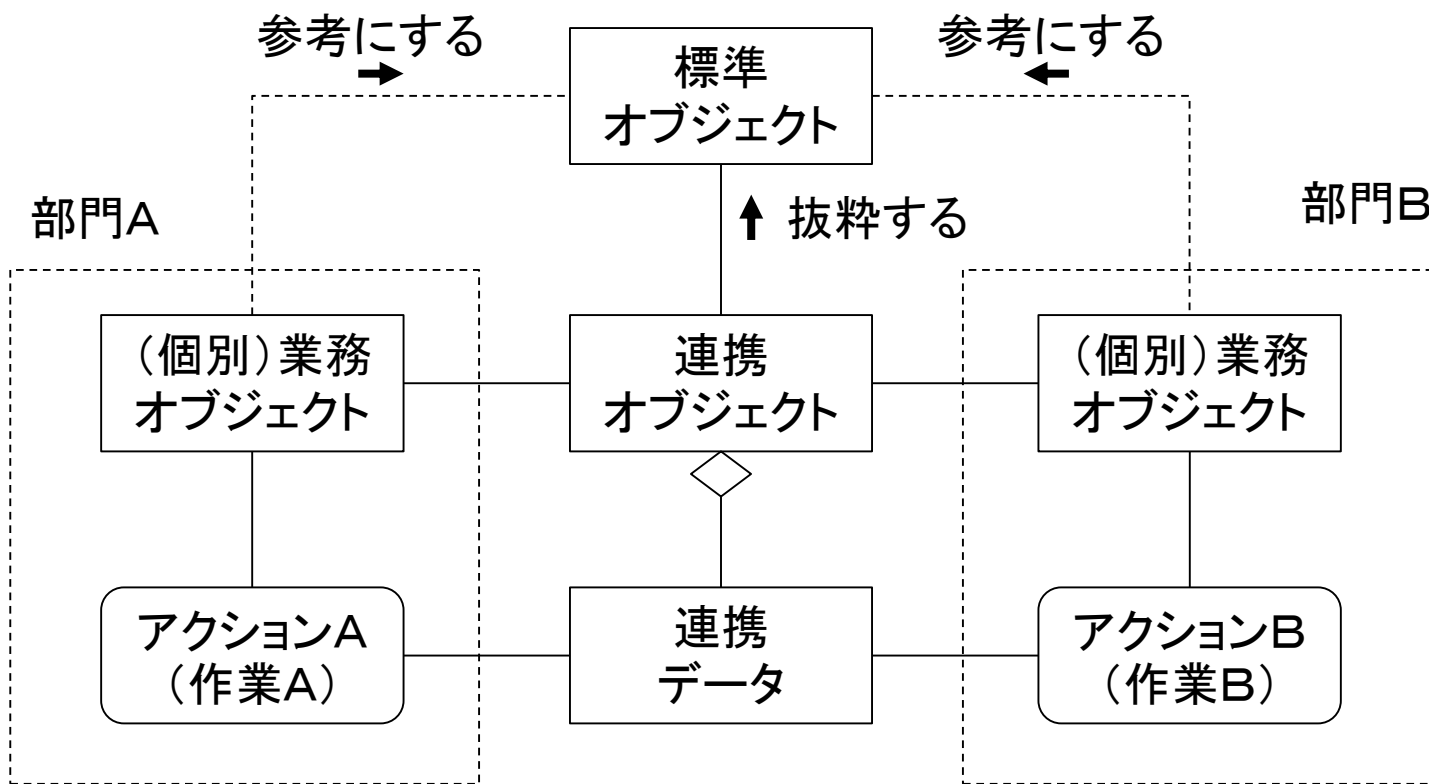 参考にする
標準
オブジェクト
参考にする
部門A
抜粋する
部門B
（個別）業務
オブジェクト
連携
オブジェクト
（個別）業務
オブジェクト
アクションA
（作業A）
連携
データ
アクションB
（作業B）